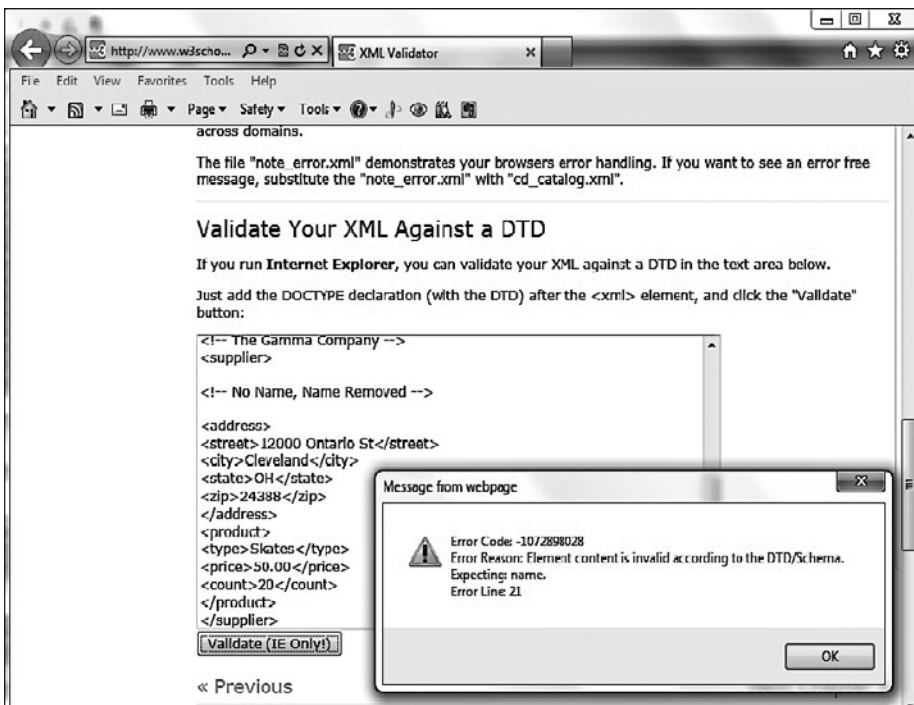 http://www.w3scho...
XML Validator
File Edit View Favorites Tools Help
Page Safety Tools
across domains.
The file "note_error.xml" demonstrates your browsers error handling. If you want to see an error free
message, substitute the "note_error.xml" with "cd_catalog.xml".
Validate Your XML Against a DTD
If you run Internet Explorer, you can validate your XML against a DTD in the text area below.
Just add the DOCTYPE declaration (with the DTD) after the <xml> element, and click the "Validate"
button:
<!-- The Gamma Company -->
<supplier>
<!-- No Name, Name Removed -->
<address>
<street>12000 Ontario St</street>
<city>Cleveland</city>
<state>OH</state>
<zip>24388</zip>
</address>
<product>
<type>Skates</type>
<price>50.00</price>
<count>20</count>
</product>
</supplier>
Message from webpage
Error Code: -1072898028
Error Reason: Element content is invalid according to the DTD/Schema.
Expecting: name.
Error Line: 21
OK
Validate (IE Only!)
« Previous